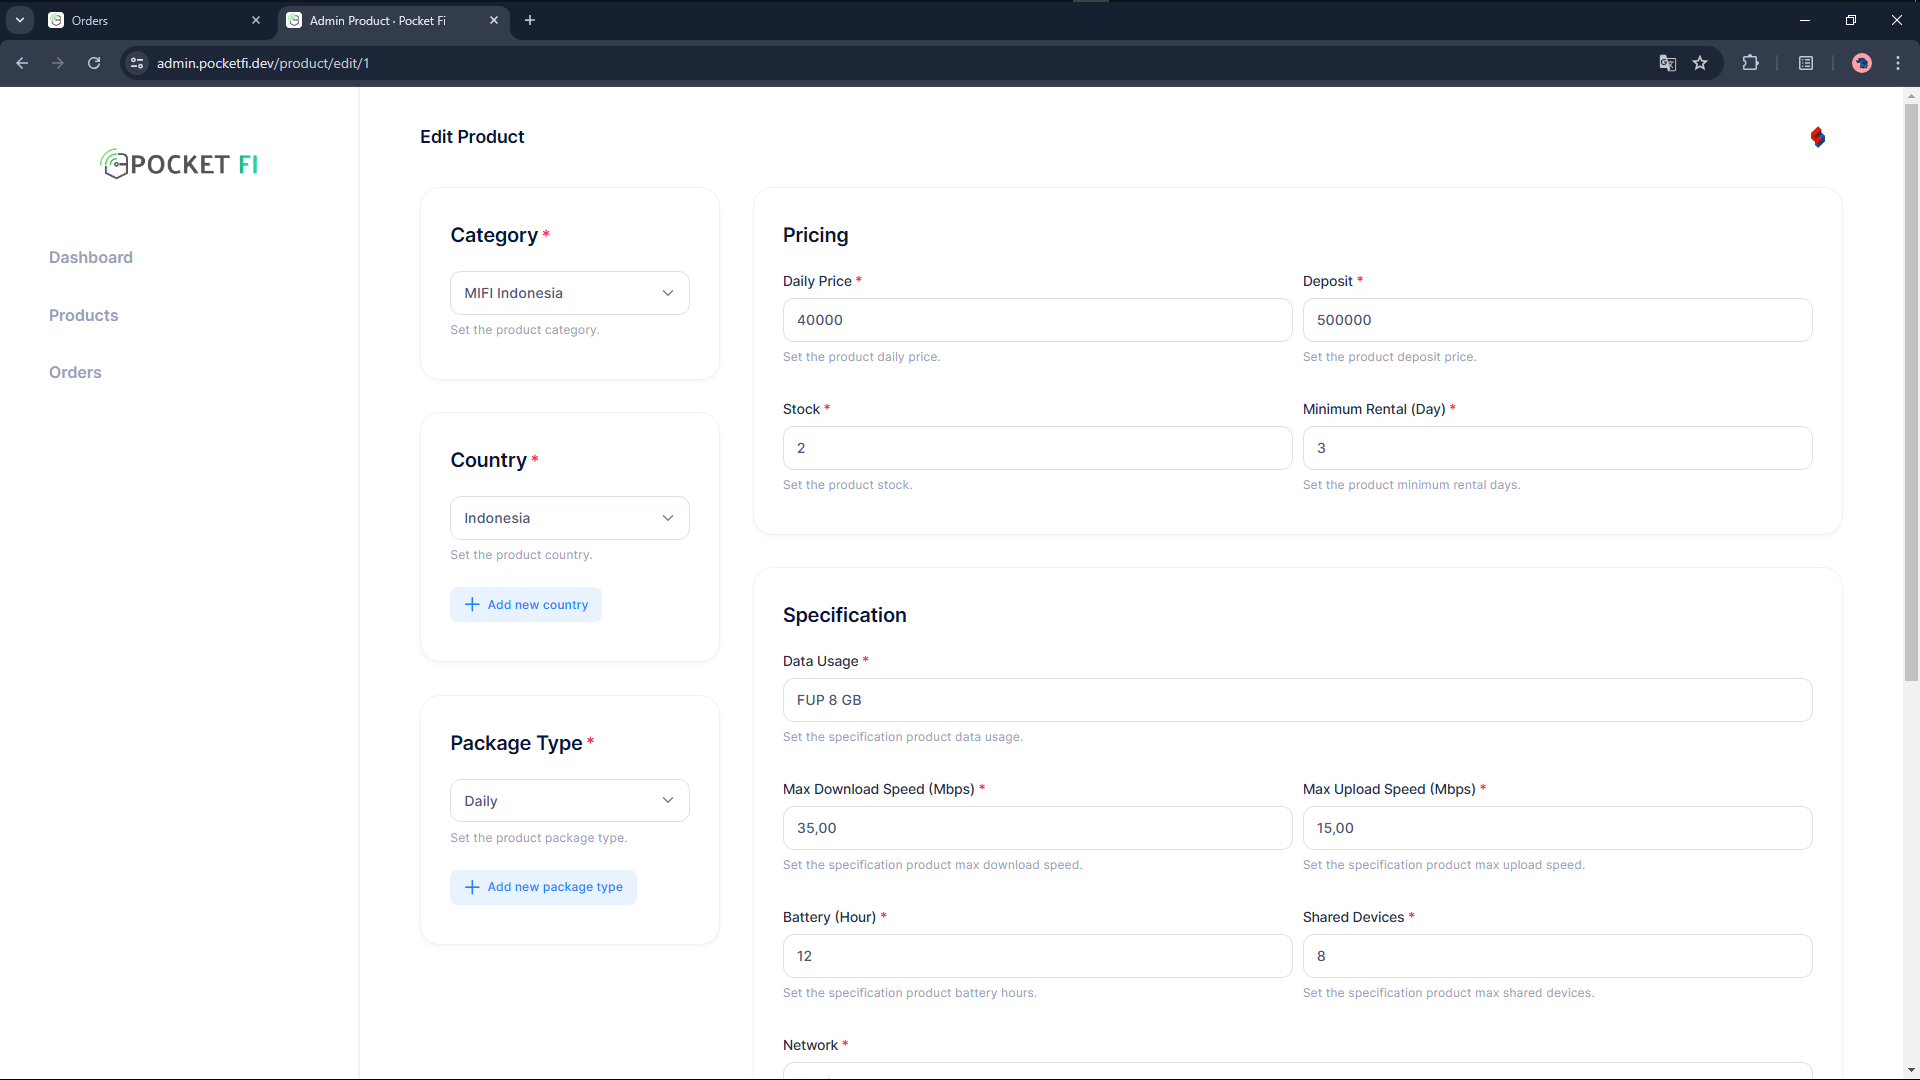 Orders
Admin Product · Pocket Fi
admin.pocketfi.dev/product/edit/1
POCKET FI
Dashboard
Products
Orders
Edit Product
Category *
MIFI Indonesia
Set the product category.
Country *
Indonesia
Set the product country.
Add new country
Package Type *
Daily
Set the product package type.
Add new package type
Pricing
Daily Price *
40000
Set the product daily price.
Deposit *
500000
Set the product deposit price.
Stock *
2
Set the product stock.
Minimum Rental (Day) *
3
Set the product minimum rental days.
Specification
Data Usage *
FUP 8 GB
Set the specification product data usage.
Max Download Speed (Mbps) *
35,00
Set the specification product max download speed.
Max Upload Speed (Mbps) *
15,00
Set the specification product max upload speed.
Battery (Hour) *
12
Set the specification product battery hours.
Shared Devices *
8
Set the specification product max shared devices.
Network *